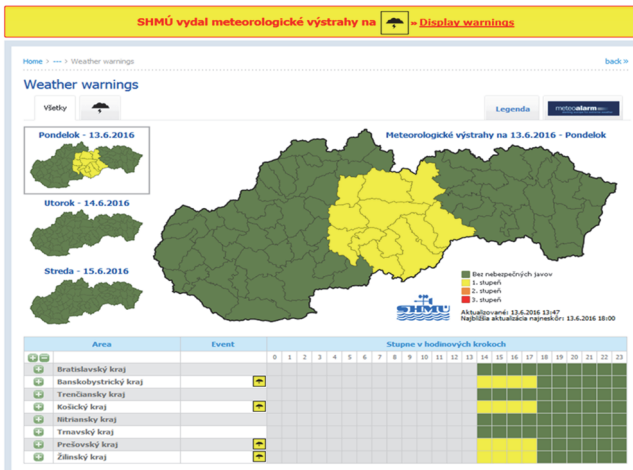 SHMÚ vydal meteorologické výstrahy na » Display warnings
Home > --- > Weather warnings back »
Weather warnings
Všetky Legenda meteoalarm
Pondelok - 13.6.2016
Meteorologické výstrahy na 13.6.2016 - Pondelok
Utorok - 14.6.2016
Streda - 15.6.2016
Bez nebezpečných javov
1. stupeň
2. stupeň
3. stupeň
SHMÚ
Aktualizované: 13.6.2016 13:47
Najbližšia aktualizácia najneskôr: 13.6.2016 18:00
Area Event Stupne v hodinových krokoch
0 1 2 3 4 5 6 7 8 9 10 11 12 13 14 15 16 17 18 19 20 21 22 23
Bratislavský kraj
Banskobystrický kraj
Trenčiansky kraj
Košický kraj
Nitriansky kraj
Trnavský kraj
Prešovský kraj
Žilinský kraj